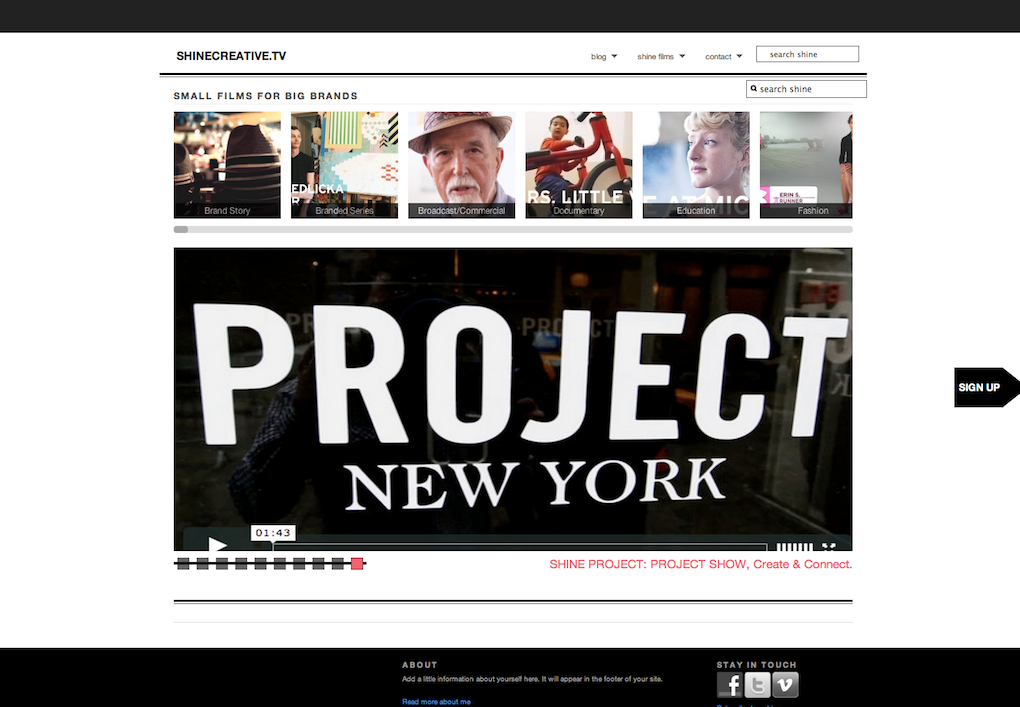 SHINECREATIVE.TV
blog
shine films
contact
search shine
search shine
SMALL FILMS FOR BIG BRANDS
EDLICKA
R
RS. LITTLE
E AT MIC
ERIN S.
RUNNER
Brand Story
Branded Series
Broadcast/Commercial
Documentary
Education
Fashion
PROJECT
PROJECT
NEW YORK
SIGN UP
01:43
SHINE PROJECT: PROJECT SHOW, Create & Connect.
ABOUT
Add a little information about yourself here. It will appear in the footer of your site.
Read more about me
STAY IN TOUCH